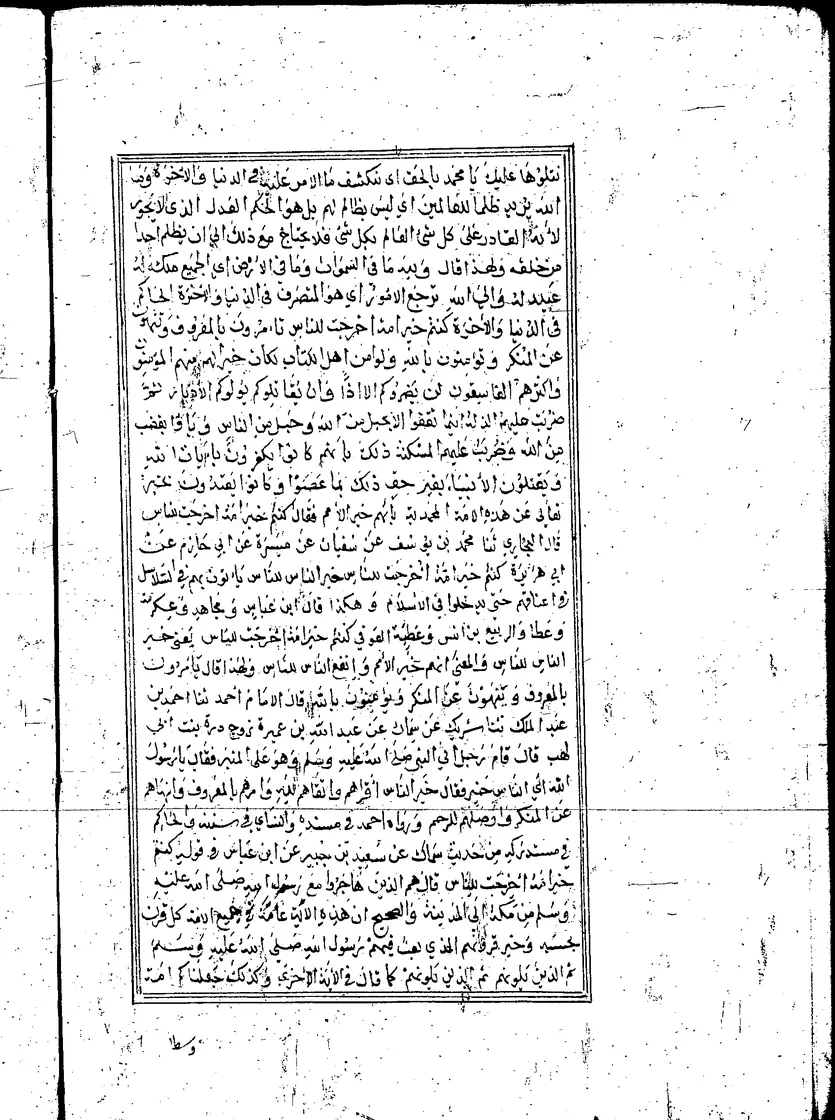 نتلوها عليك يا محمد بالحق اي نكشف ما الامر عليه في الدنيا والاخرة وما
الله يريد ظلما للعالمين اي ليس بظالم لهم بل هو الحكم العدل الذي لا يجور
لانه القادر على كل شئ العالم بكل شئ فلا يحتاج مع ذلك الى ان يظلم احدا
من خلقه ولهذا قال ولله ما في السموات وما في الارض اي الجميع ملك له
عبيد له والى الله ترجع الامور اي هو المتصرف في الدنيا والاخرة الحاكم
في الدنيا والاخرة كنتم خير امة اخرجت للناس تامرون بالمعروف وتنهون
عن المنكر وتؤمنون بالله ولو امن اهل الكتاب لكان خيرا لهم منهم المؤمنون
واكثرهم الفاسقون لن يضروكم الا اذا وان يقاتلوكم يولوكم الادبار ثم
ضربت عليهم الذلة اينما ثقفوا الا بحبل من الله وحبل من الناس وباؤا بغضب
من الله وضربت عليهم المسكنة ذلك بانهم كانوا يكفرون بايات الله
ويقتلون الانبياء بغير حق ذلك بما عصوا وكانوا يعتدون يخبر
تعالى عن هذه الامة المحمدية بانهم خير الامم فقال كنتم خير امة اخرجت للناس
قال البخاري ثنا محمد بن يوسف عن سفيان عن ميسرة عن ابي حازم عن
ابي هريرة كنتم خير امة اخرجت للناس خير الناس للناس ياتون بهم في السلاسل
في اعناقهم حتى يدخلوا في الاسلام وهكذا قال ابن عباس ومجاهد وعكرمة
وعطا والربيع بن انس وعطية العوفي كنتم خير امة اخرجت للناس يعني خير
الناس للناس والمعنى انهم خير الامم وانفع الناس للناس ولهذا قال يامرون
بالمعروف وينهون عن المنكر ويؤمنون بالله قال الامام احمد ثنا احمد بن
عبد الملك ثنا شريك عن سماك عن عبد الله بن عميرة زوج درة بنت ابي
لهب قال قام رجل الى النبي صلى الله عليه وسلم وهو على المنبر فقال يا رسول
الله اي الناس خير فقال خير الناس اقراهم واتقاهم لله وامرهم بالمعروف وانهاهم
عن المنكر واوصلهم للرحم ورواه احمد في مسنده والنسائي في سننه والحاكم
في مستدركه من حديث سماك عن سعيد بن جبير عن ابن عباس في قوله كنتم
خير امة اخرجت للناس قال هم الذين هاجروا مع رسول الله صلى الله عليه
وسلم من مكة الى المدينة والصحيح ان هذه الاية عامة في جميع الامة كل قرن
بحسبه وخير قرونهم الذي بعث فيهم رسول الله صلى الله عليه وسلم
ثم الذين يلونهم ثم الذين يلونهم كما قال في الاية الاخرى وكذلك جعلناكم امة
وسطا